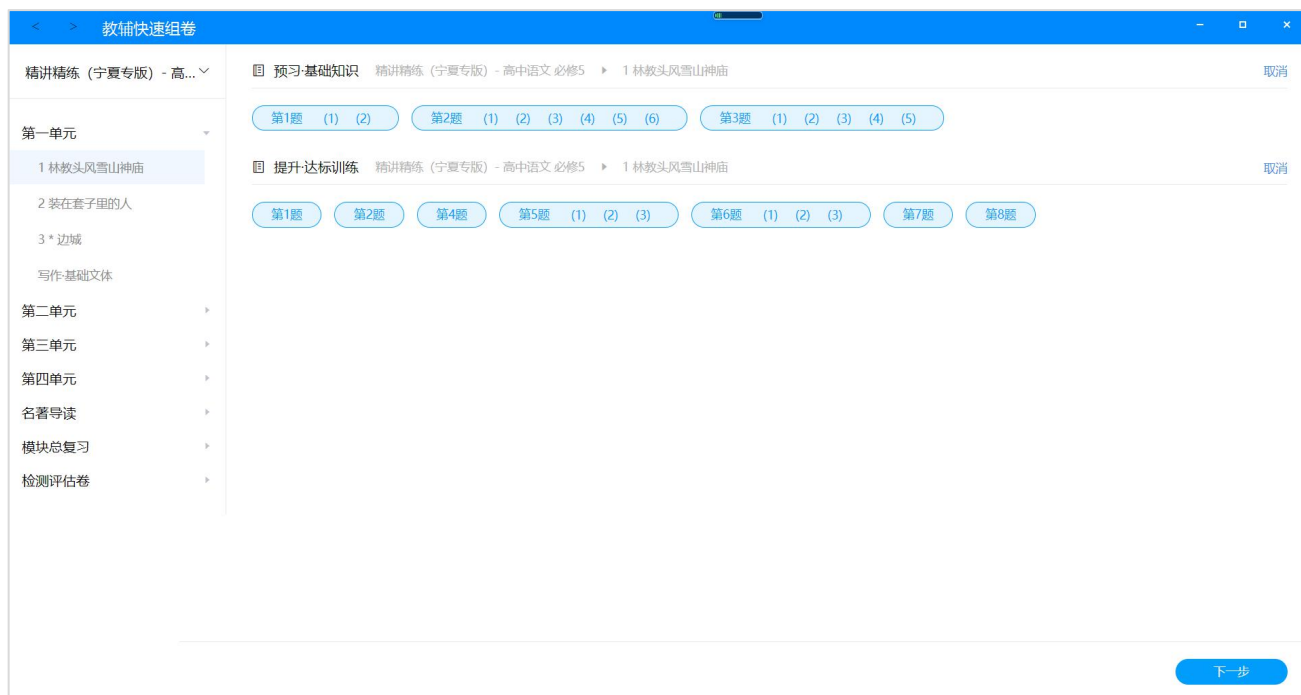 < > 教辅快速组卷
精讲精练（宁夏专版）- 高...
第一单元
1 林教头风雪山神庙
2 装在套子里的人
3 * 边城
写作·基础文体
第二单元
第三单元
第四单元
名著导读
模块总复习
检测评估卷
预习·基础知识 精讲精练（宁夏专版）- 高中语文 必修5 1 林教头风雪山神庙 取消
第1题 (1) (2) 第2题 (1) (2) (3) (4) (5) (6) 第3题 (1) (2) (3) (4) (5)
提升·达标训练 精讲精练（宁夏专版）- 高中语文 必修5 1 林教头风雪山神庙 取消
第1题 第2题 第4题 第5题 (1) (2) (3) 第6题 (1) (2) (3) 第7题 第8题
下一步